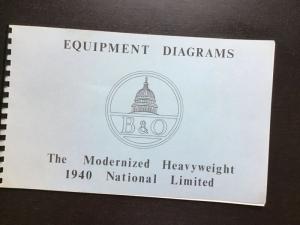 EQUIPMENT DIAGRAMS
B & O
The Modernized Heavyweight
1940 National Limited